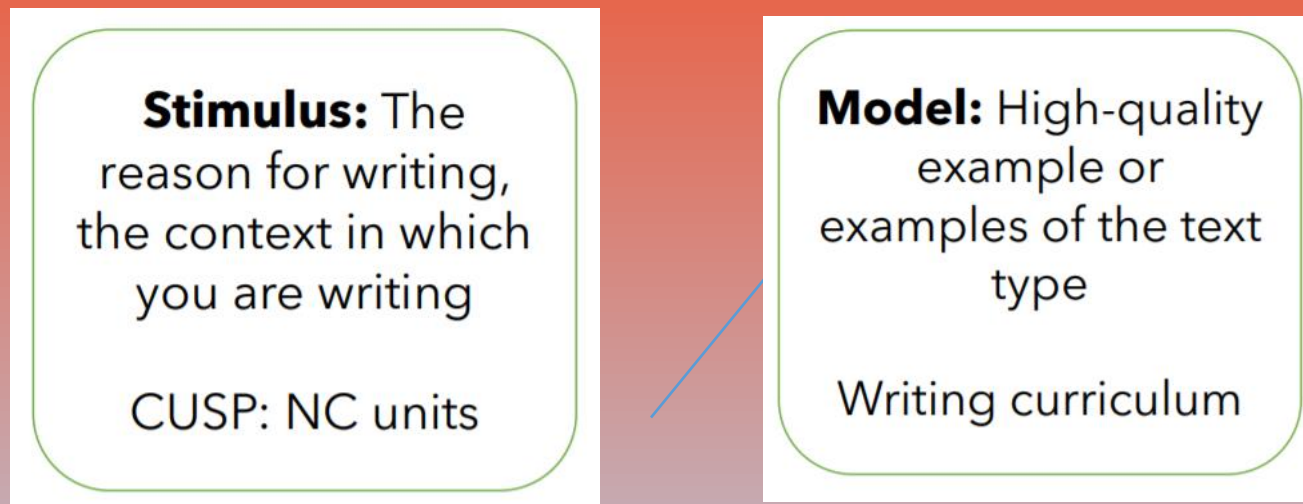 Stimulus: The
reason for writing,
the context in which
you are writing
CUSP: NC units
Model: High-quality
example or
examples of the text
type
Writing curriculum